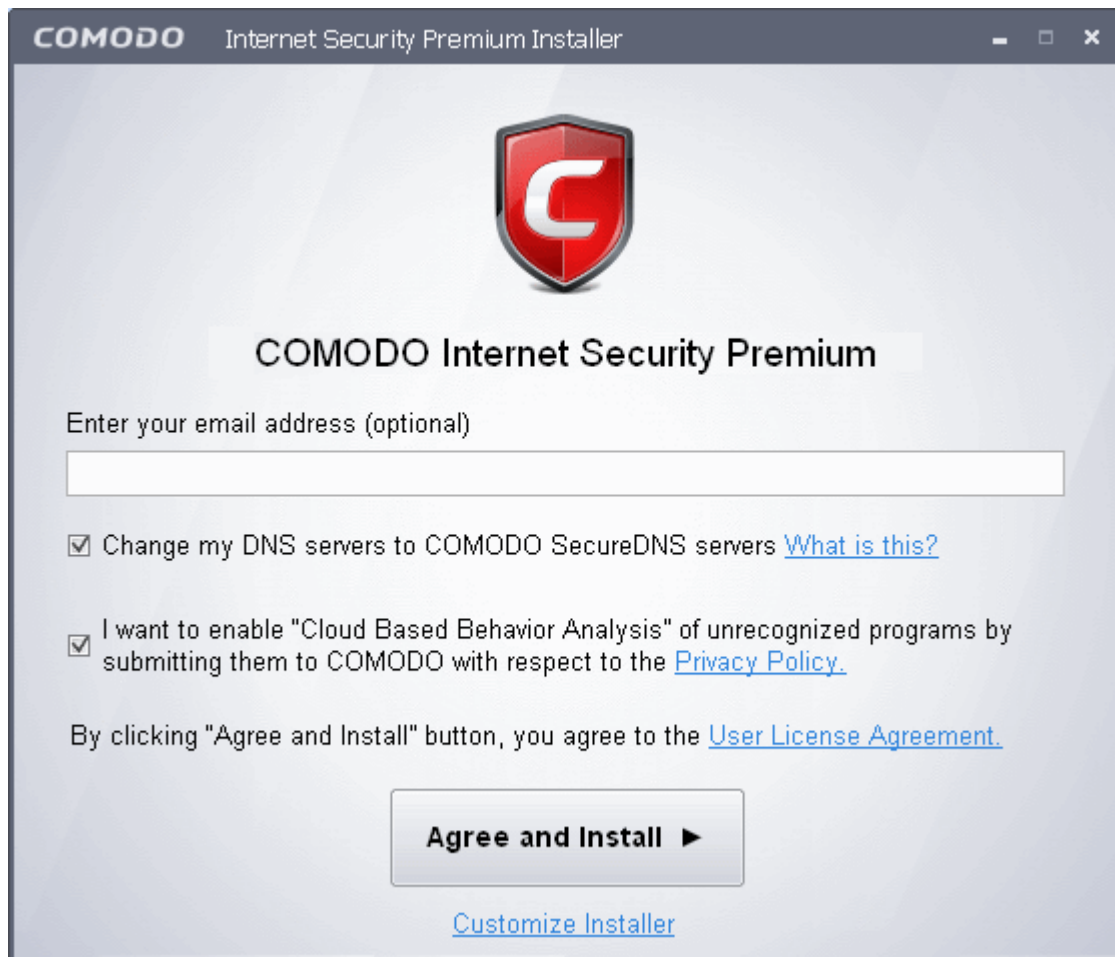 COMODO Internet Security Premium Installer
COMODO Internet Security Premium
Enter your email address (optional)
Change my DNS servers to COMODO SecureDNS servers What is this?
I want to enable "Cloud Based Behavior Analysis" of unrecognized programs by
submitting them to COMODO with respect to the Privacy Policy.
By clicking "Agree and Install" button, you agree to the User License Agreement.
Agree and Install ►
Customize Installer